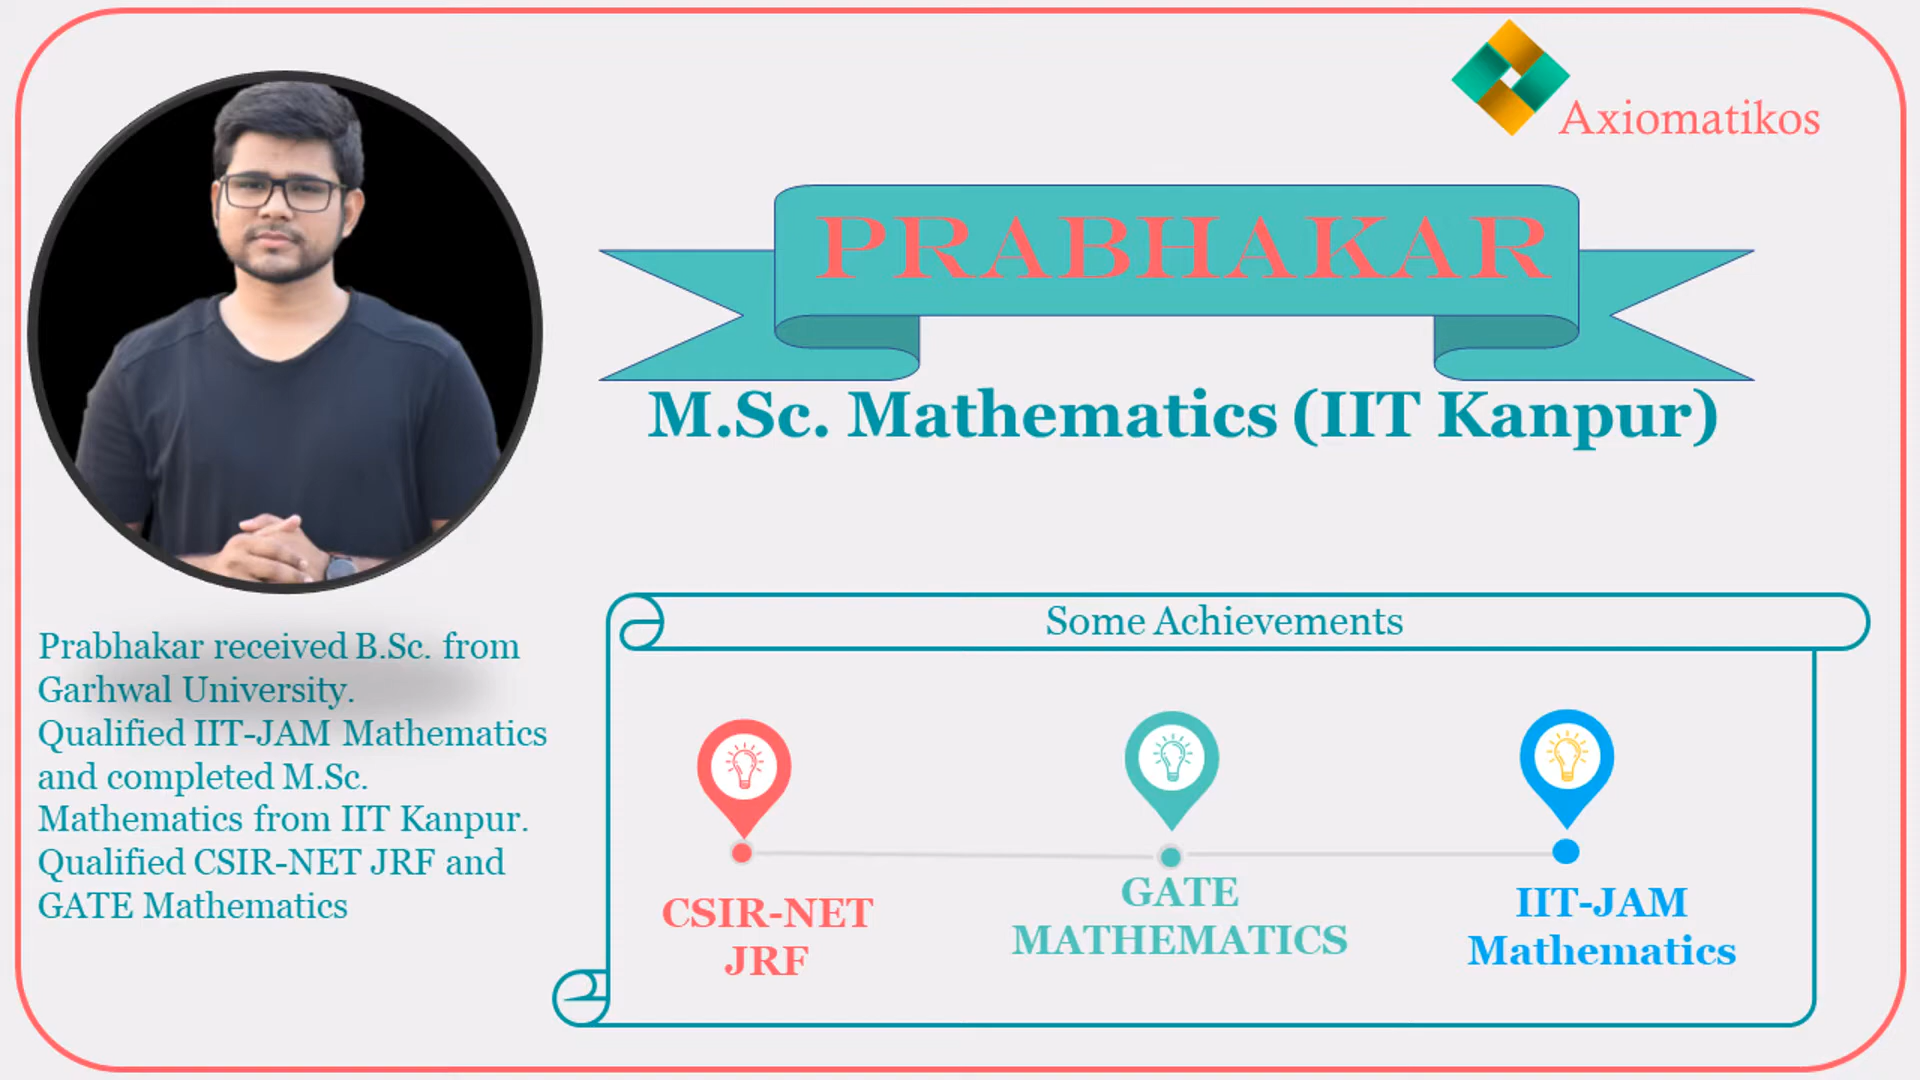 Axiomatikos
PRABHAKAR
M.Sc. Mathematics (IIT Kanpur)
Prabhakar received B.Sc. from
Garhwal University.
Qualified IIT-JAM Mathematics
and completed M.Sc.
Mathematics from IIT Kanpur.
Qualified CSIR-NET JRF and
GATE Mathematics
Some Achievements
CSIR-NET
JRF
GATE
MATHEMATICS
IIT-JAM
Mathematics